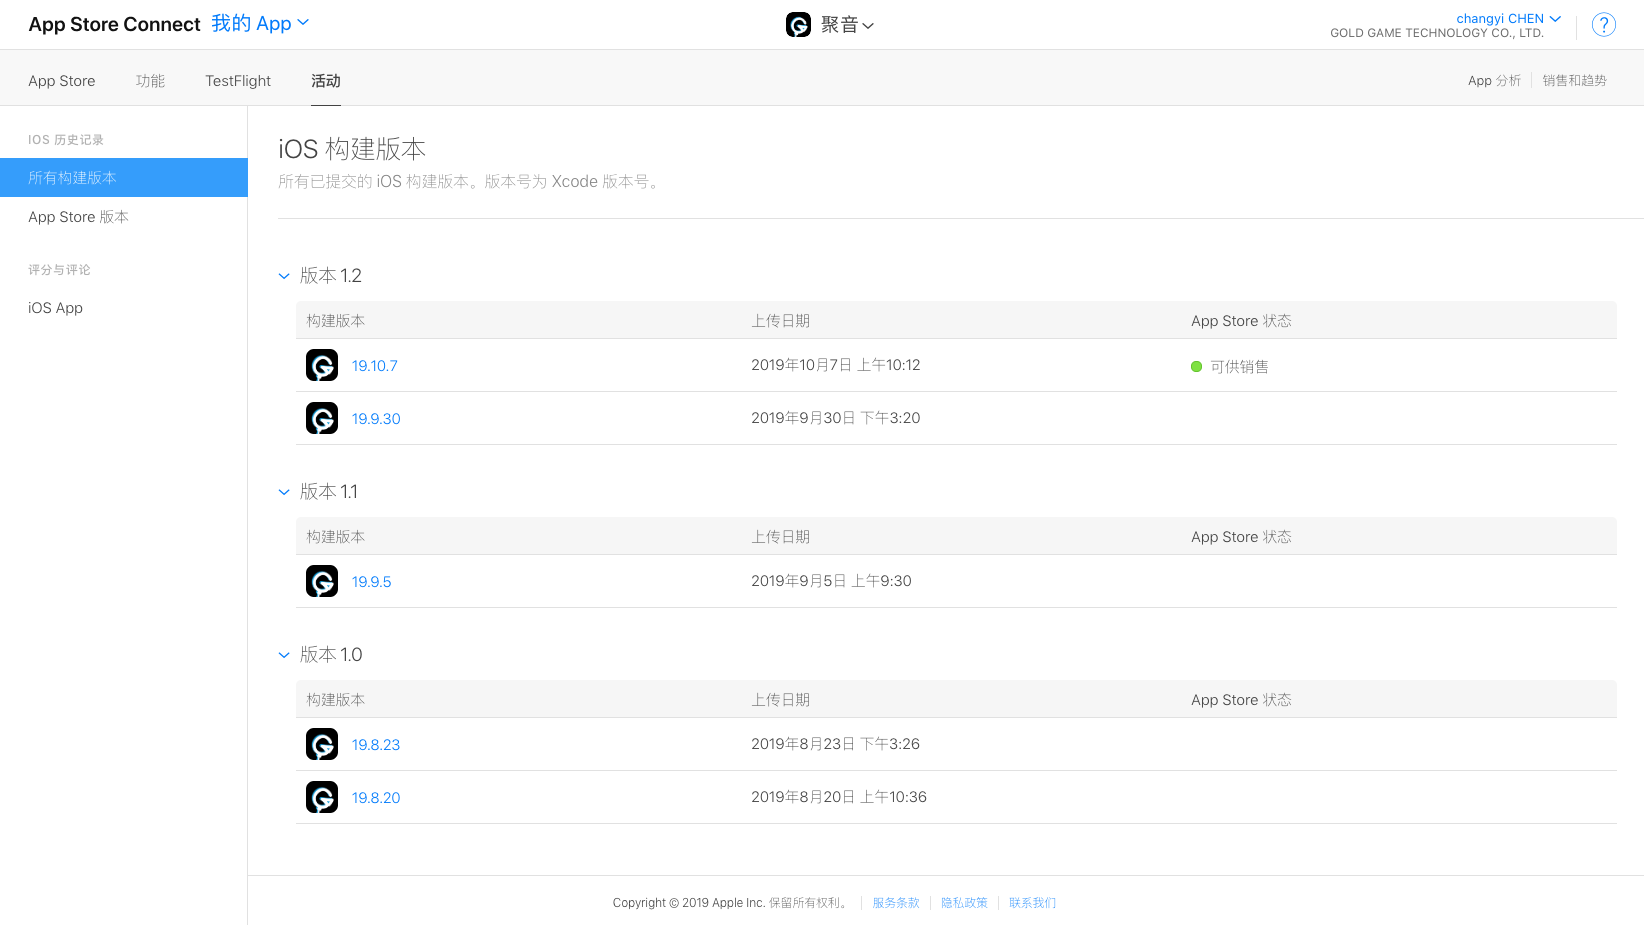 App Store Connect 我的 App
聚音
changyi CHEN
GOLD GAME TECHNOLOGY CO., LTD.
?
App Store 功能 TestFlight 活动
App 分析 销售和趋势
IOS 历史记录
所有构建版本
App Store 版本
评分与评论
iOS App
iOS 构建版本
所有已提交的 iOS 构建版本。版本号为 Xcode 版本号。
版本 1.2
构建版本 上传日期 App Store 状态
19.10.7 2019年10月7日 上午10:12 可供销售
19.9.30 2019年9月30日 下午3:20
版本 1.1
构建版本 上传日期 App Store 状态
19.9.5 2019年9月5日 上午9:30
版本 1.0
构建版本 上传日期 App Store 状态
19.8.23 2019年8月23日 下午3:26
19.8.20 2019年8月20日 上午10:36
Copyright © 2019 Apple Inc. 保留所有权利。 服务条款 隐私政策 联系我们